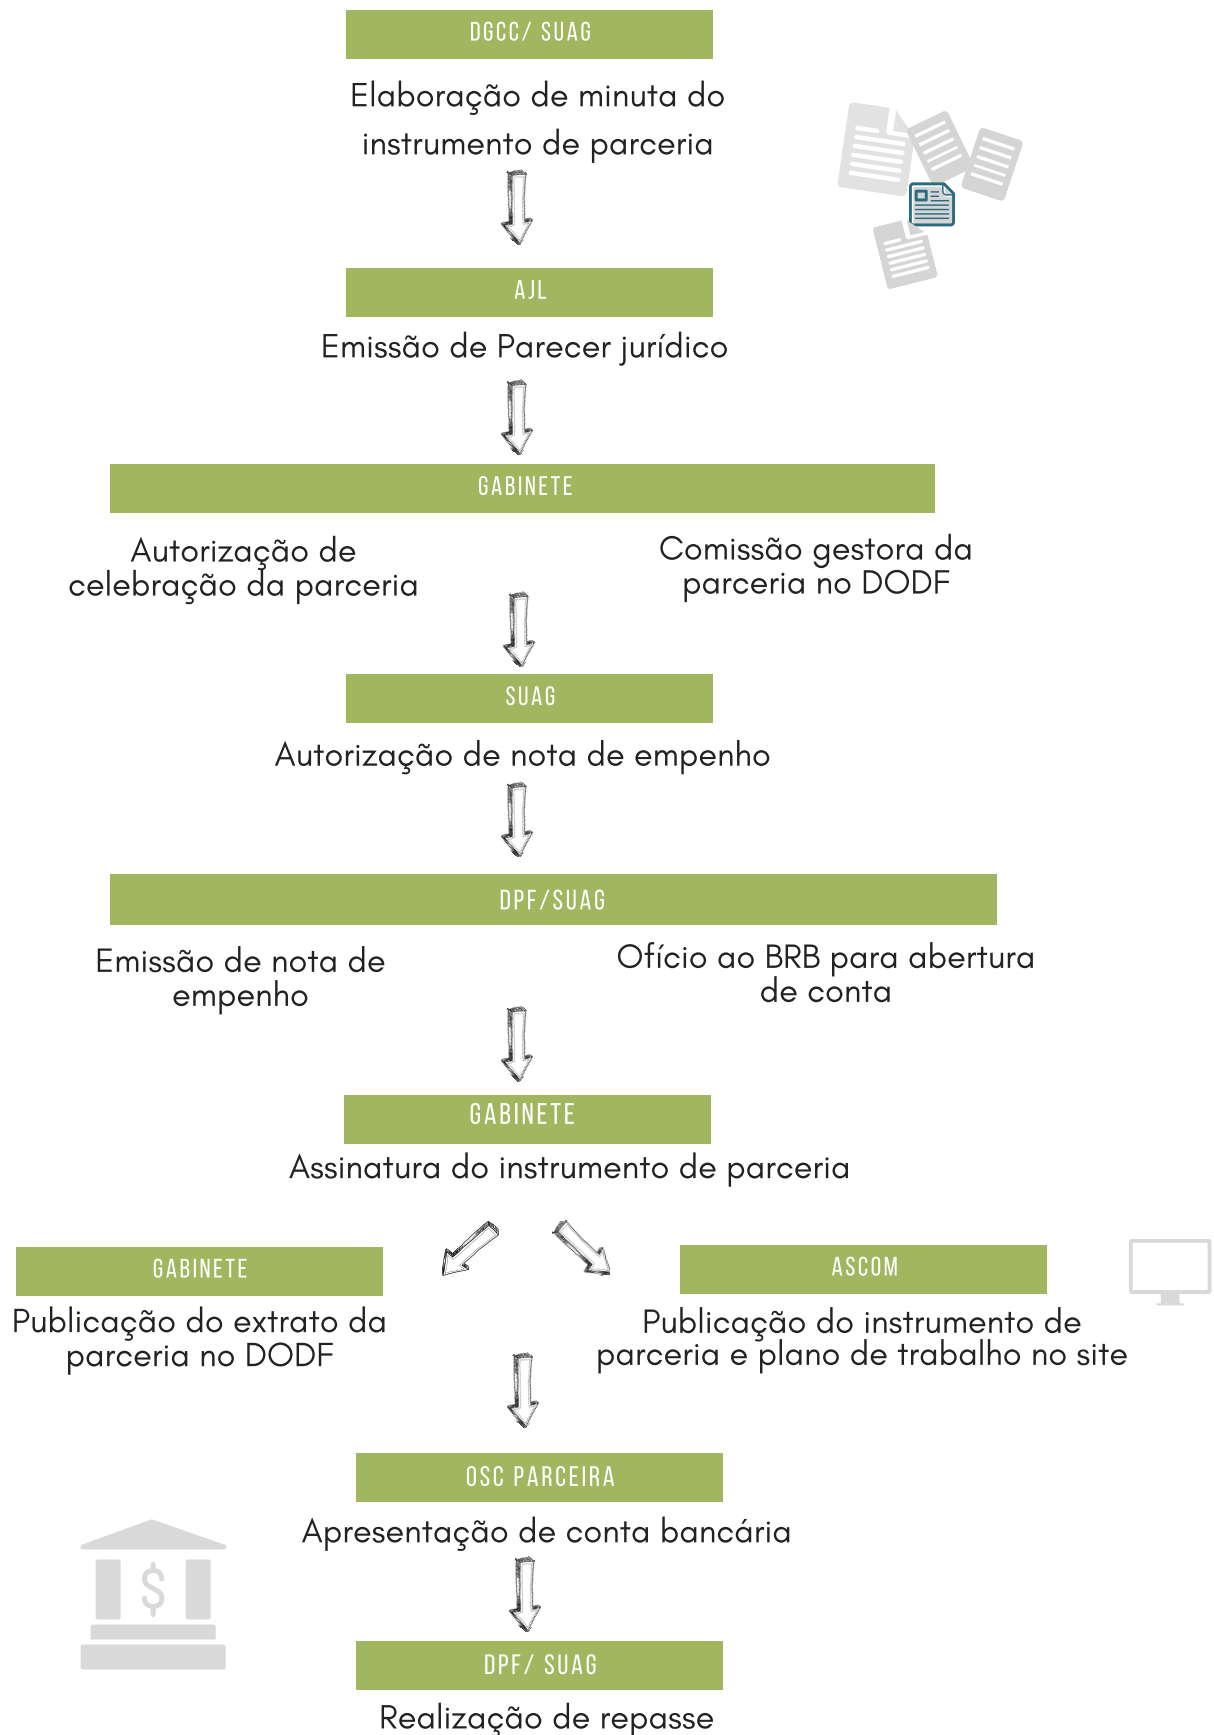 DGCC/ SUAG
Elaboração de minuta do
instrumento de parceria
AJL
Emissão de Parecer jurídico
GABINETE
Autorização de
celebração da parceria
Comissão gestora da
parceria no DODF
SUAG
Autorização de nota de empenho
DPF/SUAG
Emissão de nota de
empenho
Ofício ao BRB para abertura
de conta
GABINETE
Assinatura do instrumento de parceria
GABINETE
Publicação do extrato da
parceria no DODF
ASCOM
Publicação do instrumento de
parceria e plano de trabalho no site
OSC PARCEIRA
Apresentação de conta bancária
$
DPF/ SUAG
Realização de repasse